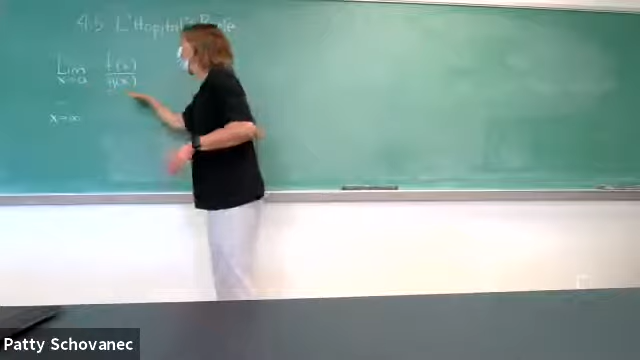 4.5 L'Hopital's Rule
Lim f(x)
x→a g(x)
x→∞
Patty Schovanec